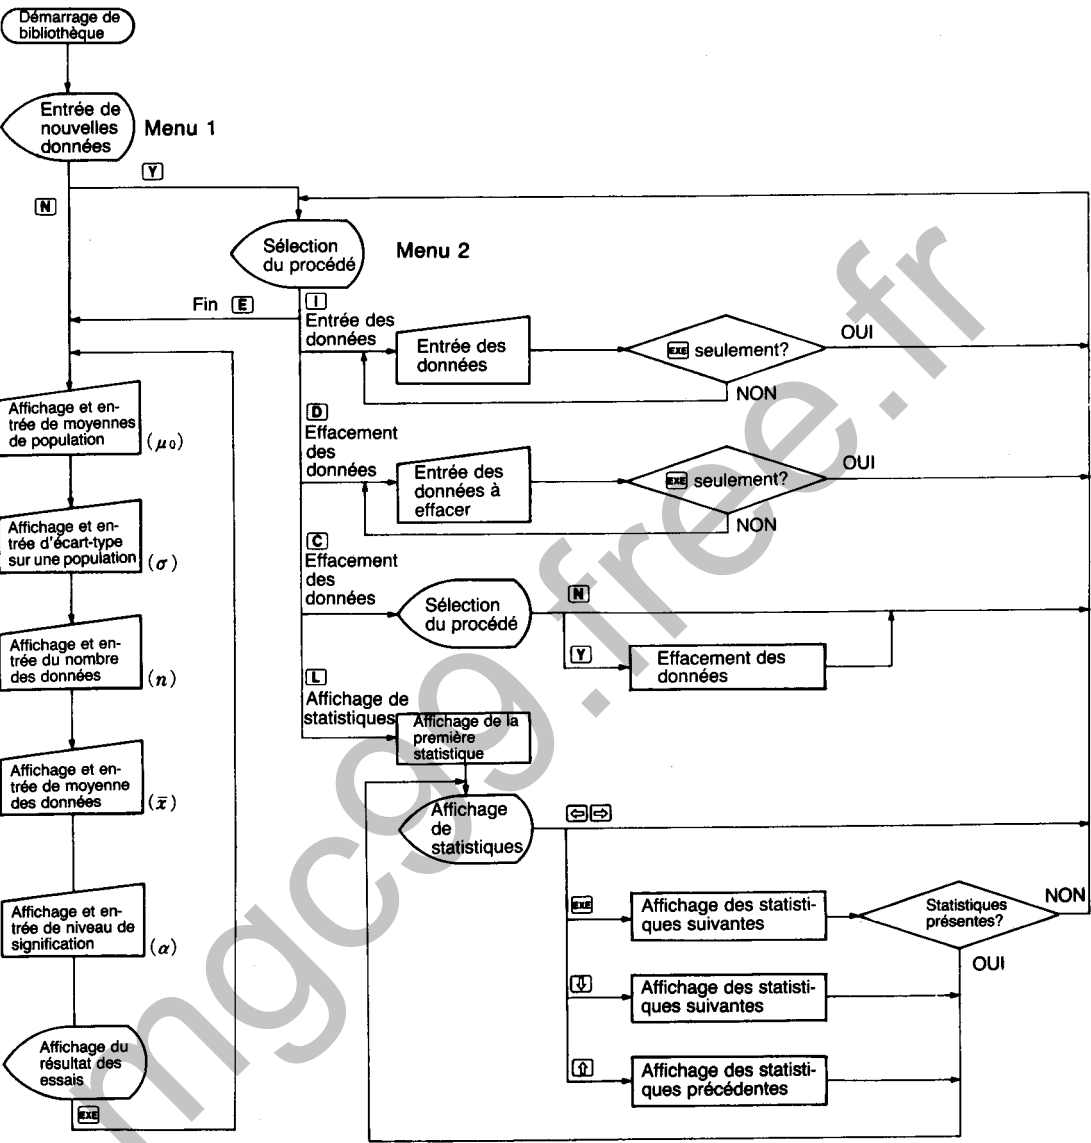 Démarrage de
bibliothèque
Entrée de
nouvelles
données
Menu 1
Y
N
Sélection
du procédé
Menu 2
Fin E
I
Entrée des
données
Entrée des
données
EXE seulement?
OUI
NON
D
Effacement
des
données
Entrée des
données à
effacer
EXE seulement?
OUI
NON
C
Effacement
des
données
Sélection
du procédé
N
Y
Effacement des
données
L
Affichage de
statistiques
Affichage de la
première
statistique
Affichage
de
statistiques
⇦ ⇨
EXE
Affichage des statisti-
ques suivantes
Statistiques
présentes?
NON
OUI
⇩
Affichage des statisti-
ques suivantes
⇧
Affichage des statisti-
ques précédentes
Affichage et en-
trée de moyennes
de population
(μ₀)
Affichage et en-
trée d'écart-type
sur une population
(σ)
Affichage et en-
trée du nombre
des données
(n)
Affichage et en-
trée de moyenne
des données
(x̄)
Affichage et en-
trée de niveau de
signification
(α)
Affichage du
résultat des
essais
EXE
mgc99.free.fr